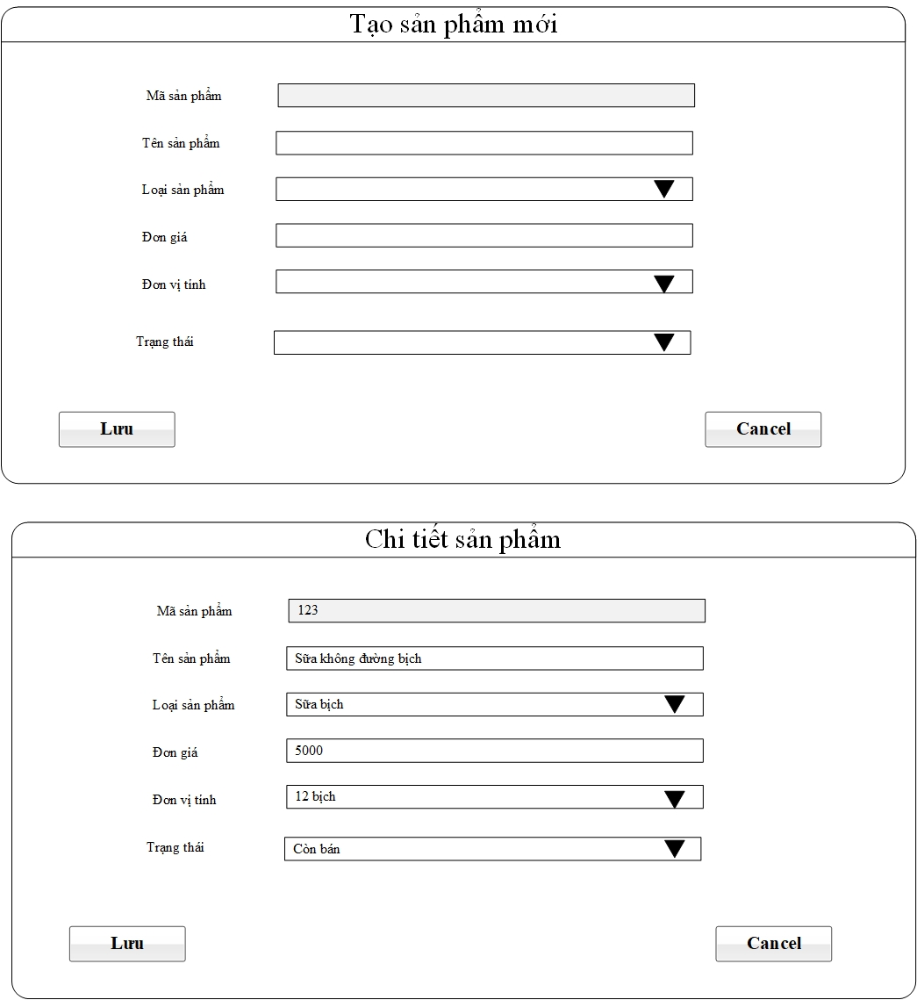 Tạo sản phẩm mới
Mã sản phẩm
Tên sản phẩm
Loại sản phẩm
Đơn giá
Đơn vị tính
Trạng thái
Lưu
Cancel
Chi tiết sản phẩm
Mã sản phẩm 123
Tên sản phẩm Sữa không đường bịch
Loại sản phẩm Sữa bịch
Đơn giá 5000
Đơn vị tính 12 bịch
Trạng thái Còn bán
Lưu
Cancel